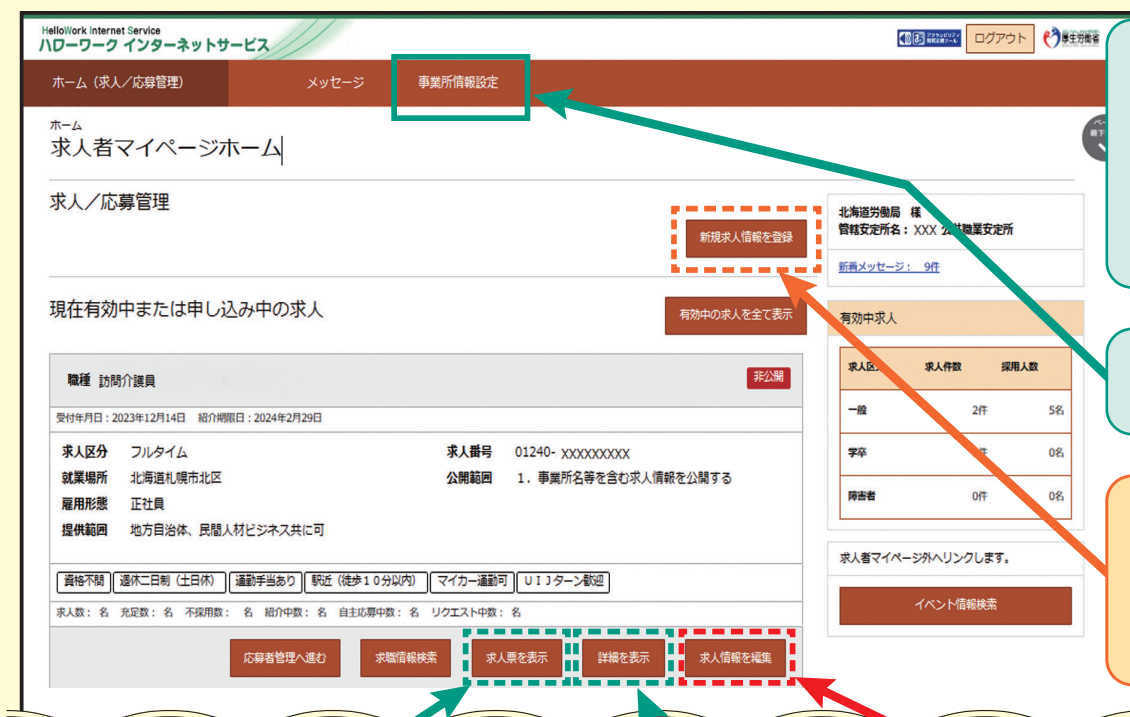 HelloWork Internet Service
ハローワーク インターネットサービス
ログアウト
厚生労働省
ホーム（求人／応募管理）
メッセージ
事業所情報設定
ホーム
求人者マイページホーム
求人／応募管理
新規求人情報を登録
北海道労働局 様
管轄安定所名： XXX 公共職業安定所
新着メッセージ： 9件
現在有効中または申し込み中の求人
有効中の求人を全て表示
有効中求人
求人区 求人件数 採用人数
一般 2件 5名
学卒 件 0名
障害者 0件 0名
職種 訪問介護員
非公開
受付年月日：2023年12月14日 紹介期限日：2024年2月29日
求人区分 フルタイム
求人番号 01240- XXXXXXXXX
就業場所 北海道札幌市北区
公開範囲 １．事業所名等を含む求人情報を公開する
雇用形態 正社員
提供範囲 地方自治体、民間人材ビジネス共に可
資格不問 週休二日制（土日休） 通勤手当あり 駅近（徒歩１０分以内） マイカー通勤可 ＵＩＪターン歓迎
求人数： 名 充足数： 名 不採用数： 名 紹介中数： 名 自主応募中数： 名 リクエスト中数： 名
求人者マイページ外へリンクします。
イベント情報検索
応募者管理へ進む
求職情報検索
求人票を表示
詳細を表示
求人情報を編集